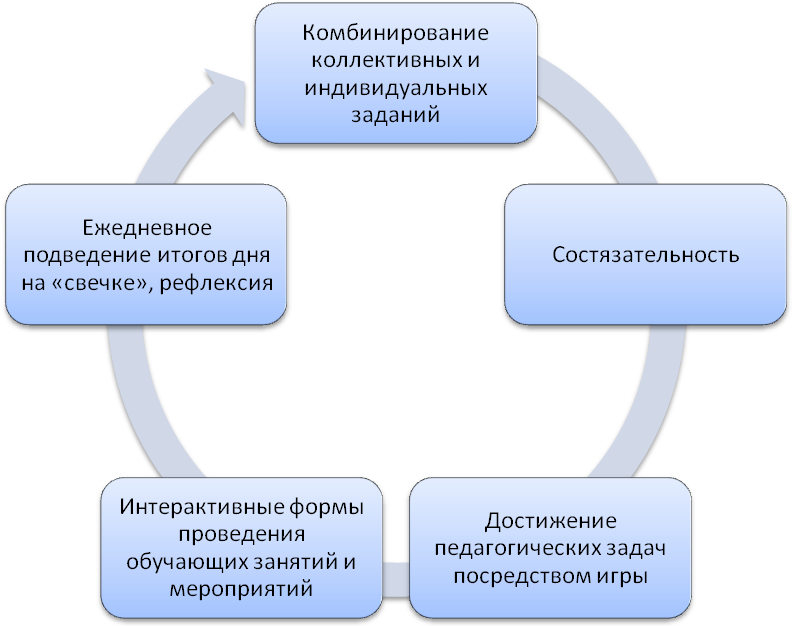 Комбинирование
коллективных и
индивидуальных
заданий
Состязательность
Достижение
педагогических задач
посредством игры
Интерактивные формы
проведения
обучающих занятий и
мероприятий
Ежедневное
подведение итогов дня
на «свечке», рефлексия